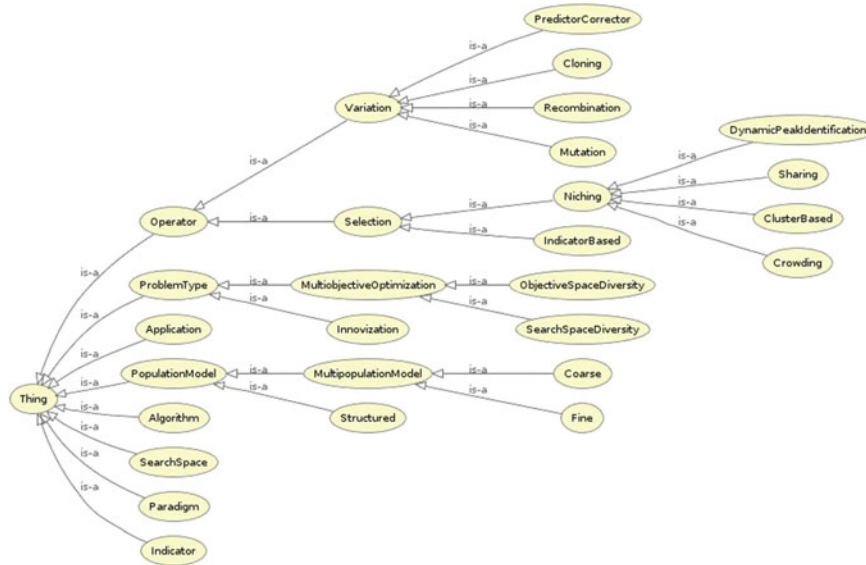 PredictorCorrector
is-a
Cloning
is-a
Variation
is-a
Recombination
is-a
Mutation
is-a
DynamicPeakIdentification
is-a
Sharing
is-a
Niching
is-a
ClusterBased
is-a
Crowding
is-a
Operator
is-a
Selection
is-a
IndicatorBased
is-a
ProblemType
is-a
MultiobjectiveOptimization
is-a
ObjectiveSpaceDiversity
is-a
Innovization
is-a
SearchSpaceDiversity
is-a
Application
is-a
PopulationModel
is-a
MultipopulationModel
is-a
Coarse
is-a
Structured
is-a
Fine
Thing
is-a
Algorithm
is-a
SearchSpace
is-a
Paradigm
is-a
Indicator
is-a